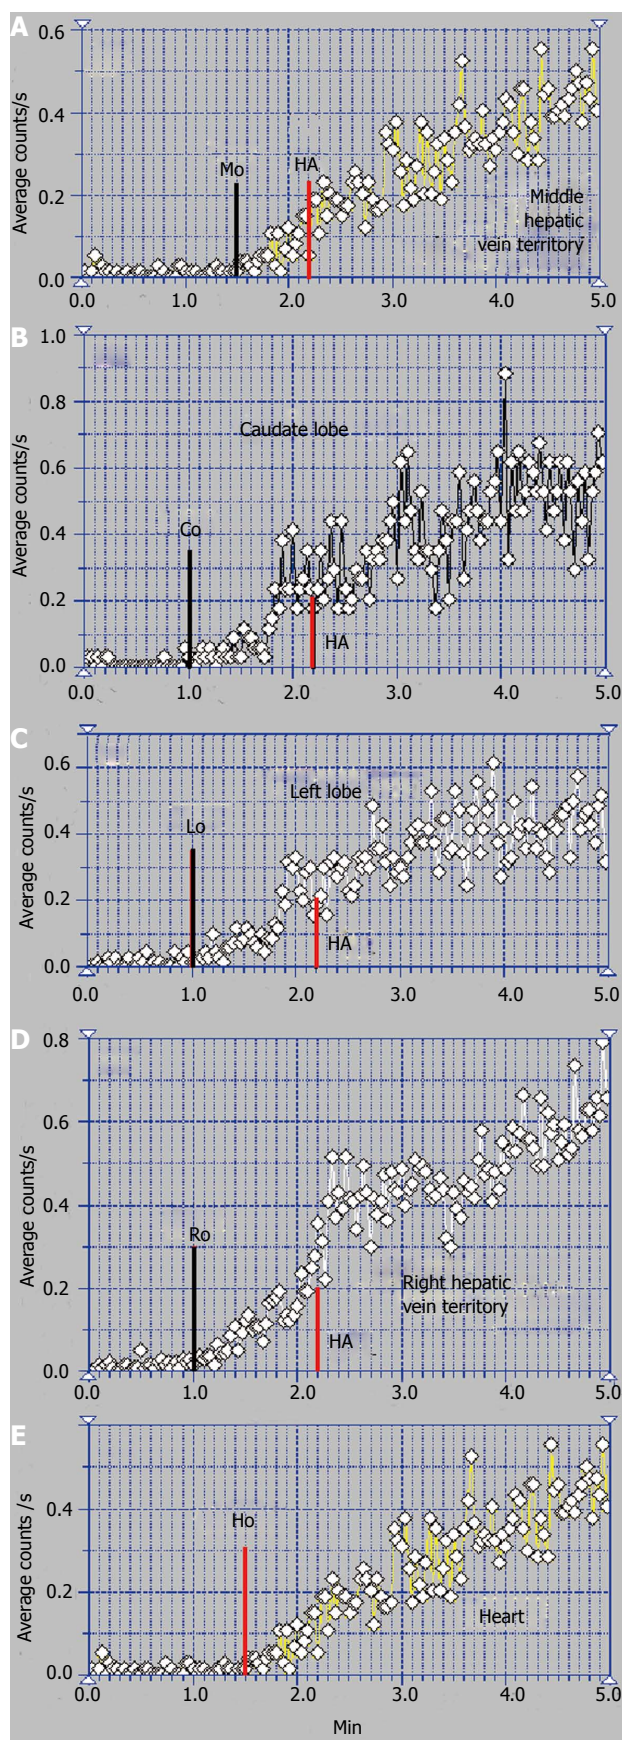 A
0.6
0.4
0.2
0.0
Average counts/s
Mo
HA
Middle
hepatic
vein territory
0.0 1.0 2.0 3.0 4.0 5.0
B
1.0
0.8
0.6
0.4
0.2
0.0
Average counts/s
Caudate lobe
Co
HA
0.0 1.0 2.0 3.0 4.0 5.0
C
0.6
0.4
0.2
0.0
Average counts/s
Left lobe
Lo
HA
0.0 1.0 2.0 3.0 4.0 5.0
D
0.8
0.6
0.4
0.2
0.0
Average counts/s
Ro
Right hepatic
vein territory
HA
0.0 1.0 2.0 3.0 4.0 5.0
E
0.4
0.2
0.0
Average counts /s
Ho
Heart
0.0 1.0 2.0 3.0 4.0 5.0
Min